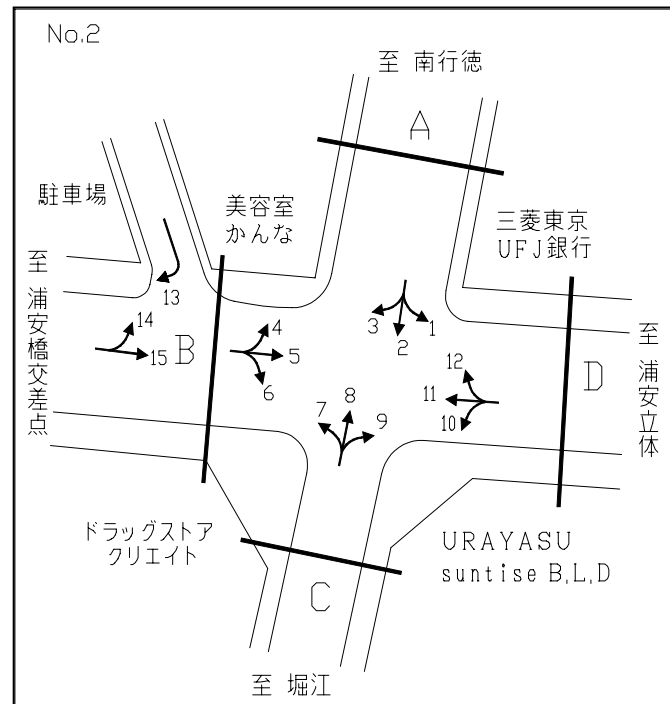 No.2
至 南行徳
A
駐車場
美容室
かんな
三菱東京
UFJ銀行
至 浦安橋交差点
13
14
15
B
4
5
6
3
2
1
12
11
10
D
至 浦安立体
7
8
9
ドラッグストア
クリエイト
URAYASU
suntise B,L,D
C
至 堀江